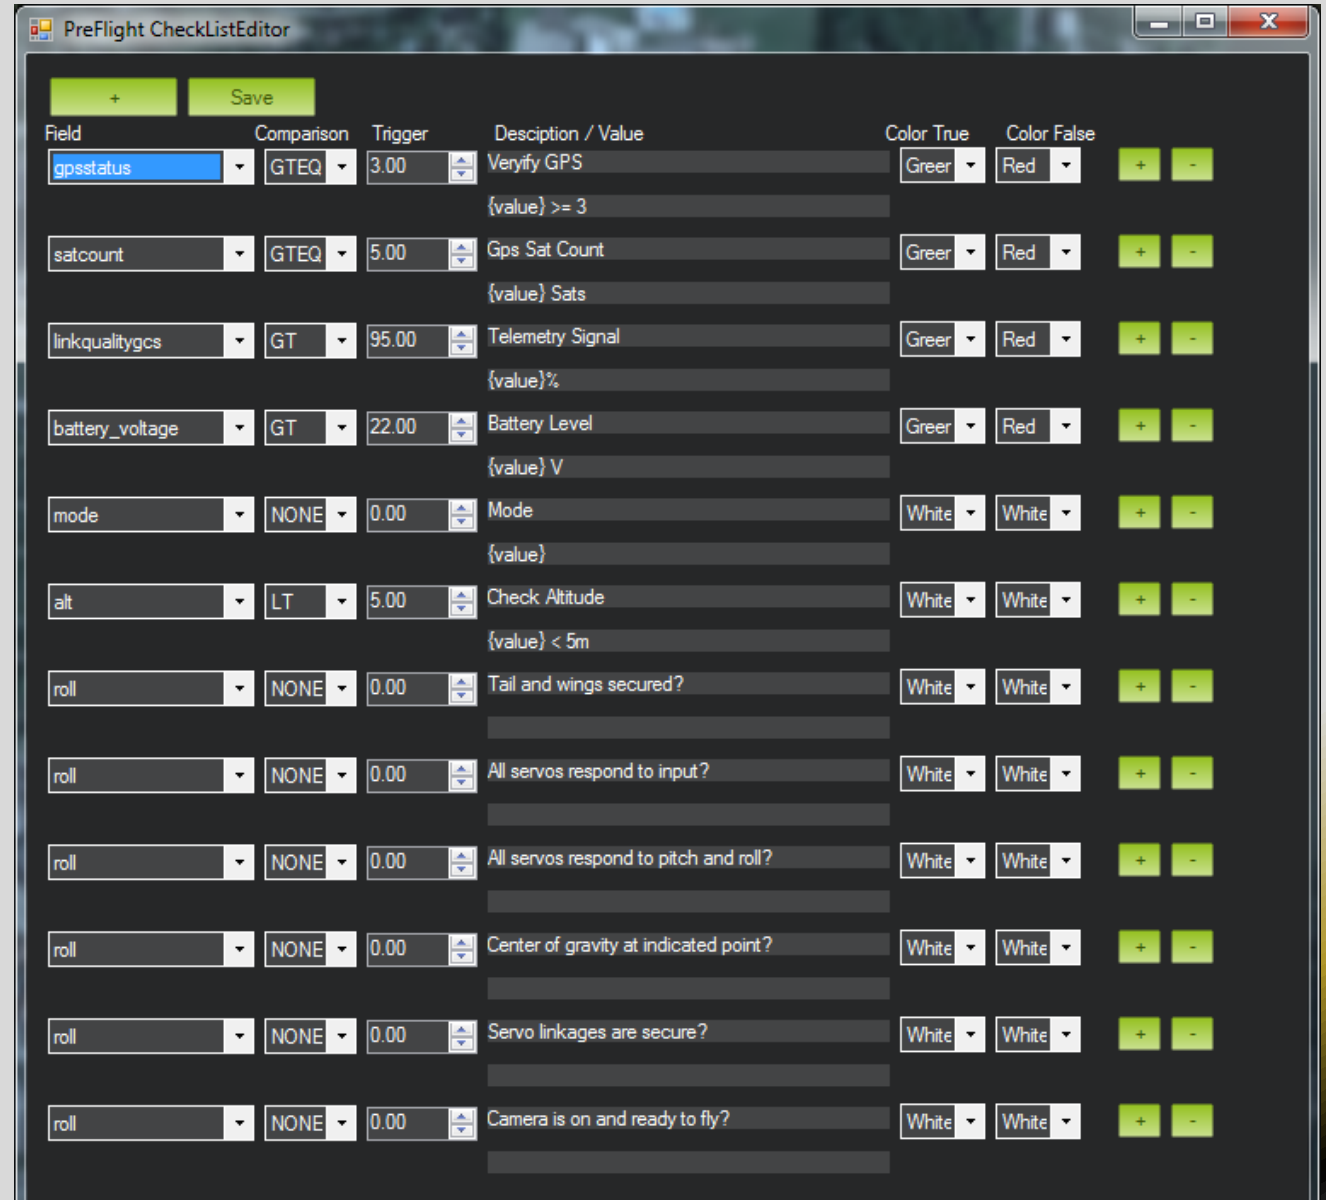 PreFlight CheckListEditor
+ Save
Field Comparison Trigger Desciption / Value Color True Color False
gpsstatus GTEQ 3.00 Veryify GPS Greer Red + -
{value} >= 3
satcount GTEQ 5.00 Gps Sat Count Greer Red + -
{value} Sats
linkqualitygcs GT 95.00 Telemetry Signal Greer Red + -
{value}%
battery_voltage GT 22.00 Battery Level Greer Red + -
{value} V
mode NONE 0.00 Mode White White + -
{value}
alt LT 5.00 Check Altitude White White + -
{value} < 5m
roll NONE 0.00 Tail and wings secured? White White + -
roll NONE 0.00 All servos respond to input? White White + -
roll NONE 0.00 All servos respond to pitch and roll? White White + -
roll NONE 0.00 Center of gravity at indicated point? White White + -
roll NONE 0.00 Servo linkages are secure? White White + -
roll NONE 0.00 Camera is on and ready to fly? White White + -